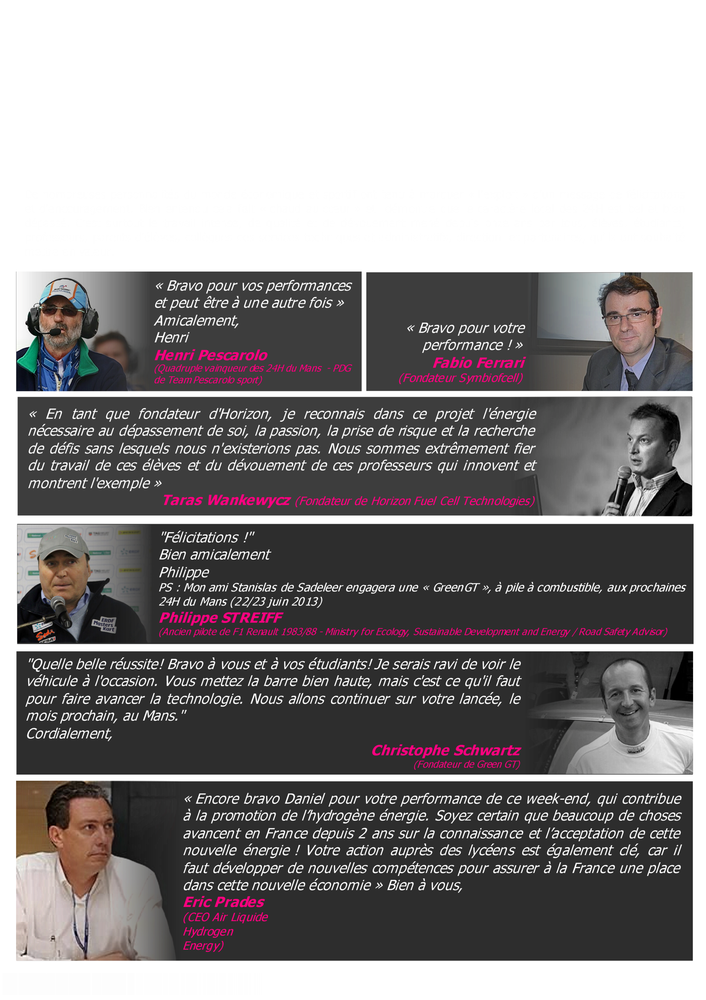 « Bravo pour vos performances
et peut être à une autre fois »
Amicalement,
Henri
Henri Pescarolo
(Quadruple vainqueur des 24H du Mans - PDG
de Team Pescarolo sport)
« Bravo pour votre
performance ! »
Fabio Ferrari
(Fondateur Symbiofcell)
« En tant que fondateur d'Horizon, je reconnais dans ce projet l'énergie
nécessaire au dépassement de soi, la passion, la prise de risque et la recherche
de défis sans lesquels nous n'existerions pas. Nous sommes extrêmement fier
du travail de ces élèves et du dévouement de ces professeurs qui innovent et
montrent l'exemple »
Taras Wankewycz (Fondateur de Horizon Fuel Cell Technologies)
"Félicitations !"
Bien amicalement
Philippe
PS : Mon ami Stanislas de Sadeleer engagera une « GreenGT », à pile à combustible, aux prochaines
24H du Mans (22/23 juin 2013)
Philippe STREIFF
(Ancien pilote de F1 Renault 1983/88 - Ministry for Ecology, Sustainable Development and Energy / Road Safety Advisor)
ERDF
Masters
Kart
ERDF
Masters
Kart
"Quelle belle réussite! Bravo à vous et à vos étudiants! Je serais ravi de voir le
véhicule à l'occasion. Vous mettez la barre bien haute, mais c'est ce qu'il faut
pour faire avancer la technologie. Nous allons continuer sur votre lancée, le
mois prochain, au Mans."
Cordialement,
Christophe Schwartz
(Fondateur de Green GT)
« Encore bravo Daniel pour votre performance de ce week-end, qui contribue
à la promotion de l’hydrogène énergie. Soyez certain que beaucoup de choses
avancent en France depuis 2 ans sur la connaissance et l’acceptation de cette
nouvelle énergie ! Votre action auprès des lycéens est également clé, car il
faut développer de nouvelles compétences pour assurer à la France une place
dans cette nouvelle économie » Bien à vous,
Eric Prades
(CEO Air Liquide
Hydrogen
Energy)